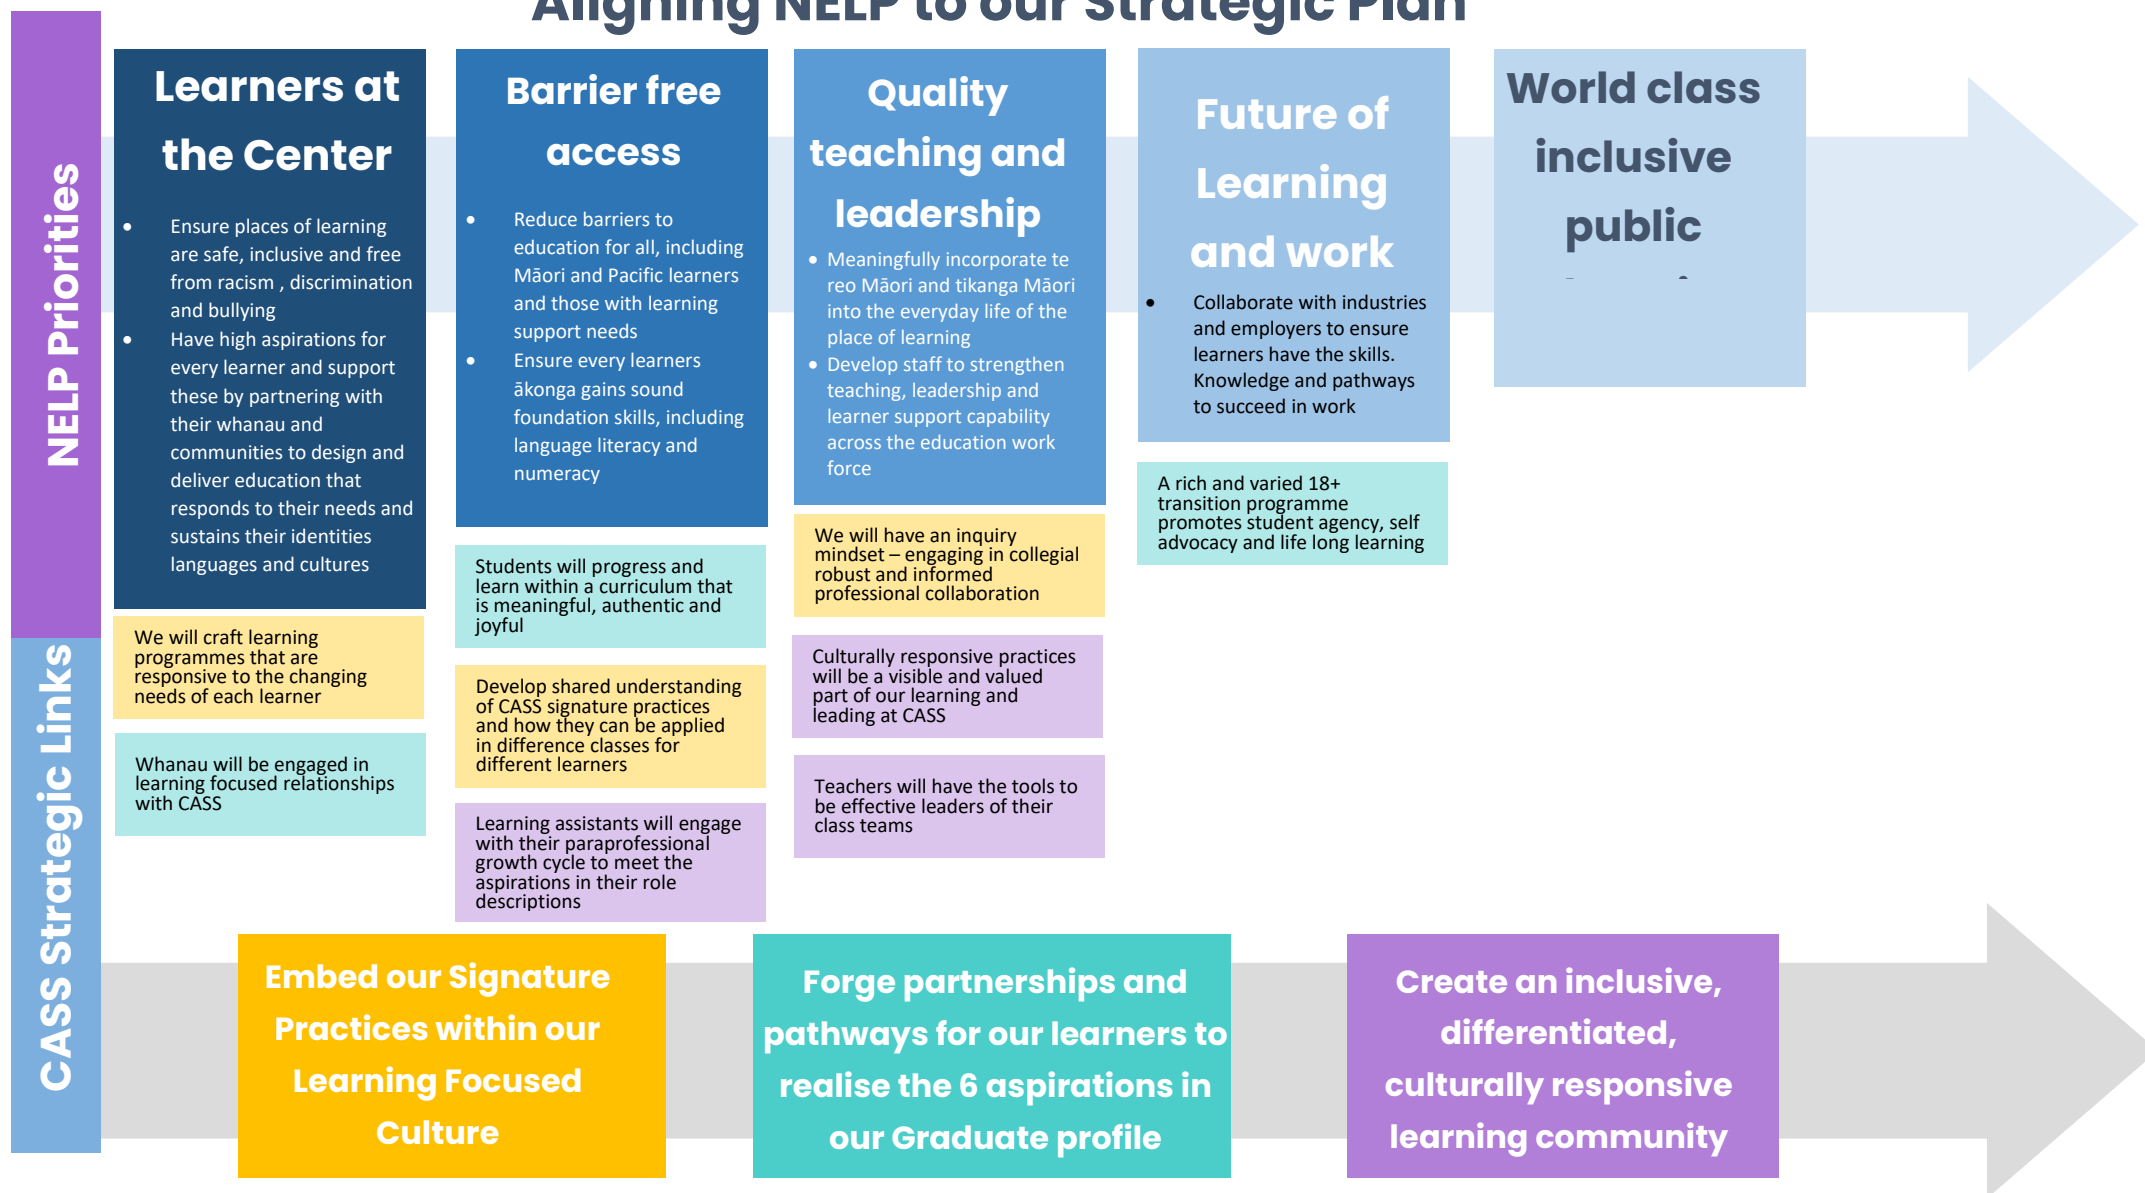 Aligning NELP to our Strategic Plan
NELP Priorities
Learners at
the Center
• Ensure places of learning
are safe, inclusive and free
from racism , discrimination
and bullying
• Have high aspirations for
every learner and support
these by partnering with
their whanau and
communities to design and
deliver education that
responds to their needs and
sustains their identities
languages and cultures
Barrier free
access
• Reduce barriers to
education for all, including
Māori and Pacific learners
and those with learning
support needs
• Ensure every learners
ākonga gains sound
foundation skills, including
language literacy and
numeracy
Quality
teaching and
leadership
• Meaningfully incorporate te
reo Māori and tikanga Māori
into the everyday life of the
place of learning
• Develop staff to strengthen
teaching, leadership and
learner support capability
across the education work
force
Future of
Learning
and work
• Collaborate with industries
and employers to ensure
learners have the skills.
Knowledge and pathways
to succeed in work
World class
inclusive
public
CASS Strategic Links
We will craft learning
programmes that are
responsive to the changing
needs of each learner
Whanau will be engaged in
learning focused relationships
with CASS
Students will progress and
learn within a curriculum that
is meaningful, authentic and
joyful
Develop shared understanding
of CASS signature practices
and how they can be applied
in difference classes for
different learners
Learning assistants will engage
with their paraprofessional
growth cycle to meet the
aspirations in their role
descriptions
We will have an inquiry
mindset – engaging in collegial
robust and informed
professional collaboration
Culturally responsive practices
will be a visible and valued
part of our learning and
leading at CASS
Teachers will have the tools to
be effective leaders of their
class teams
A rich and varied 18+
transition programme
promotes student agency, self
advocacy and life long learning
Embed our Signature
Practices within our
Learning Focused
Culture
Forge partnerships and
pathways for our learners to
realise the 6 aspirations in
our Graduate profile
Create an inclusive,
differentiated,
culturally responsive
learning community